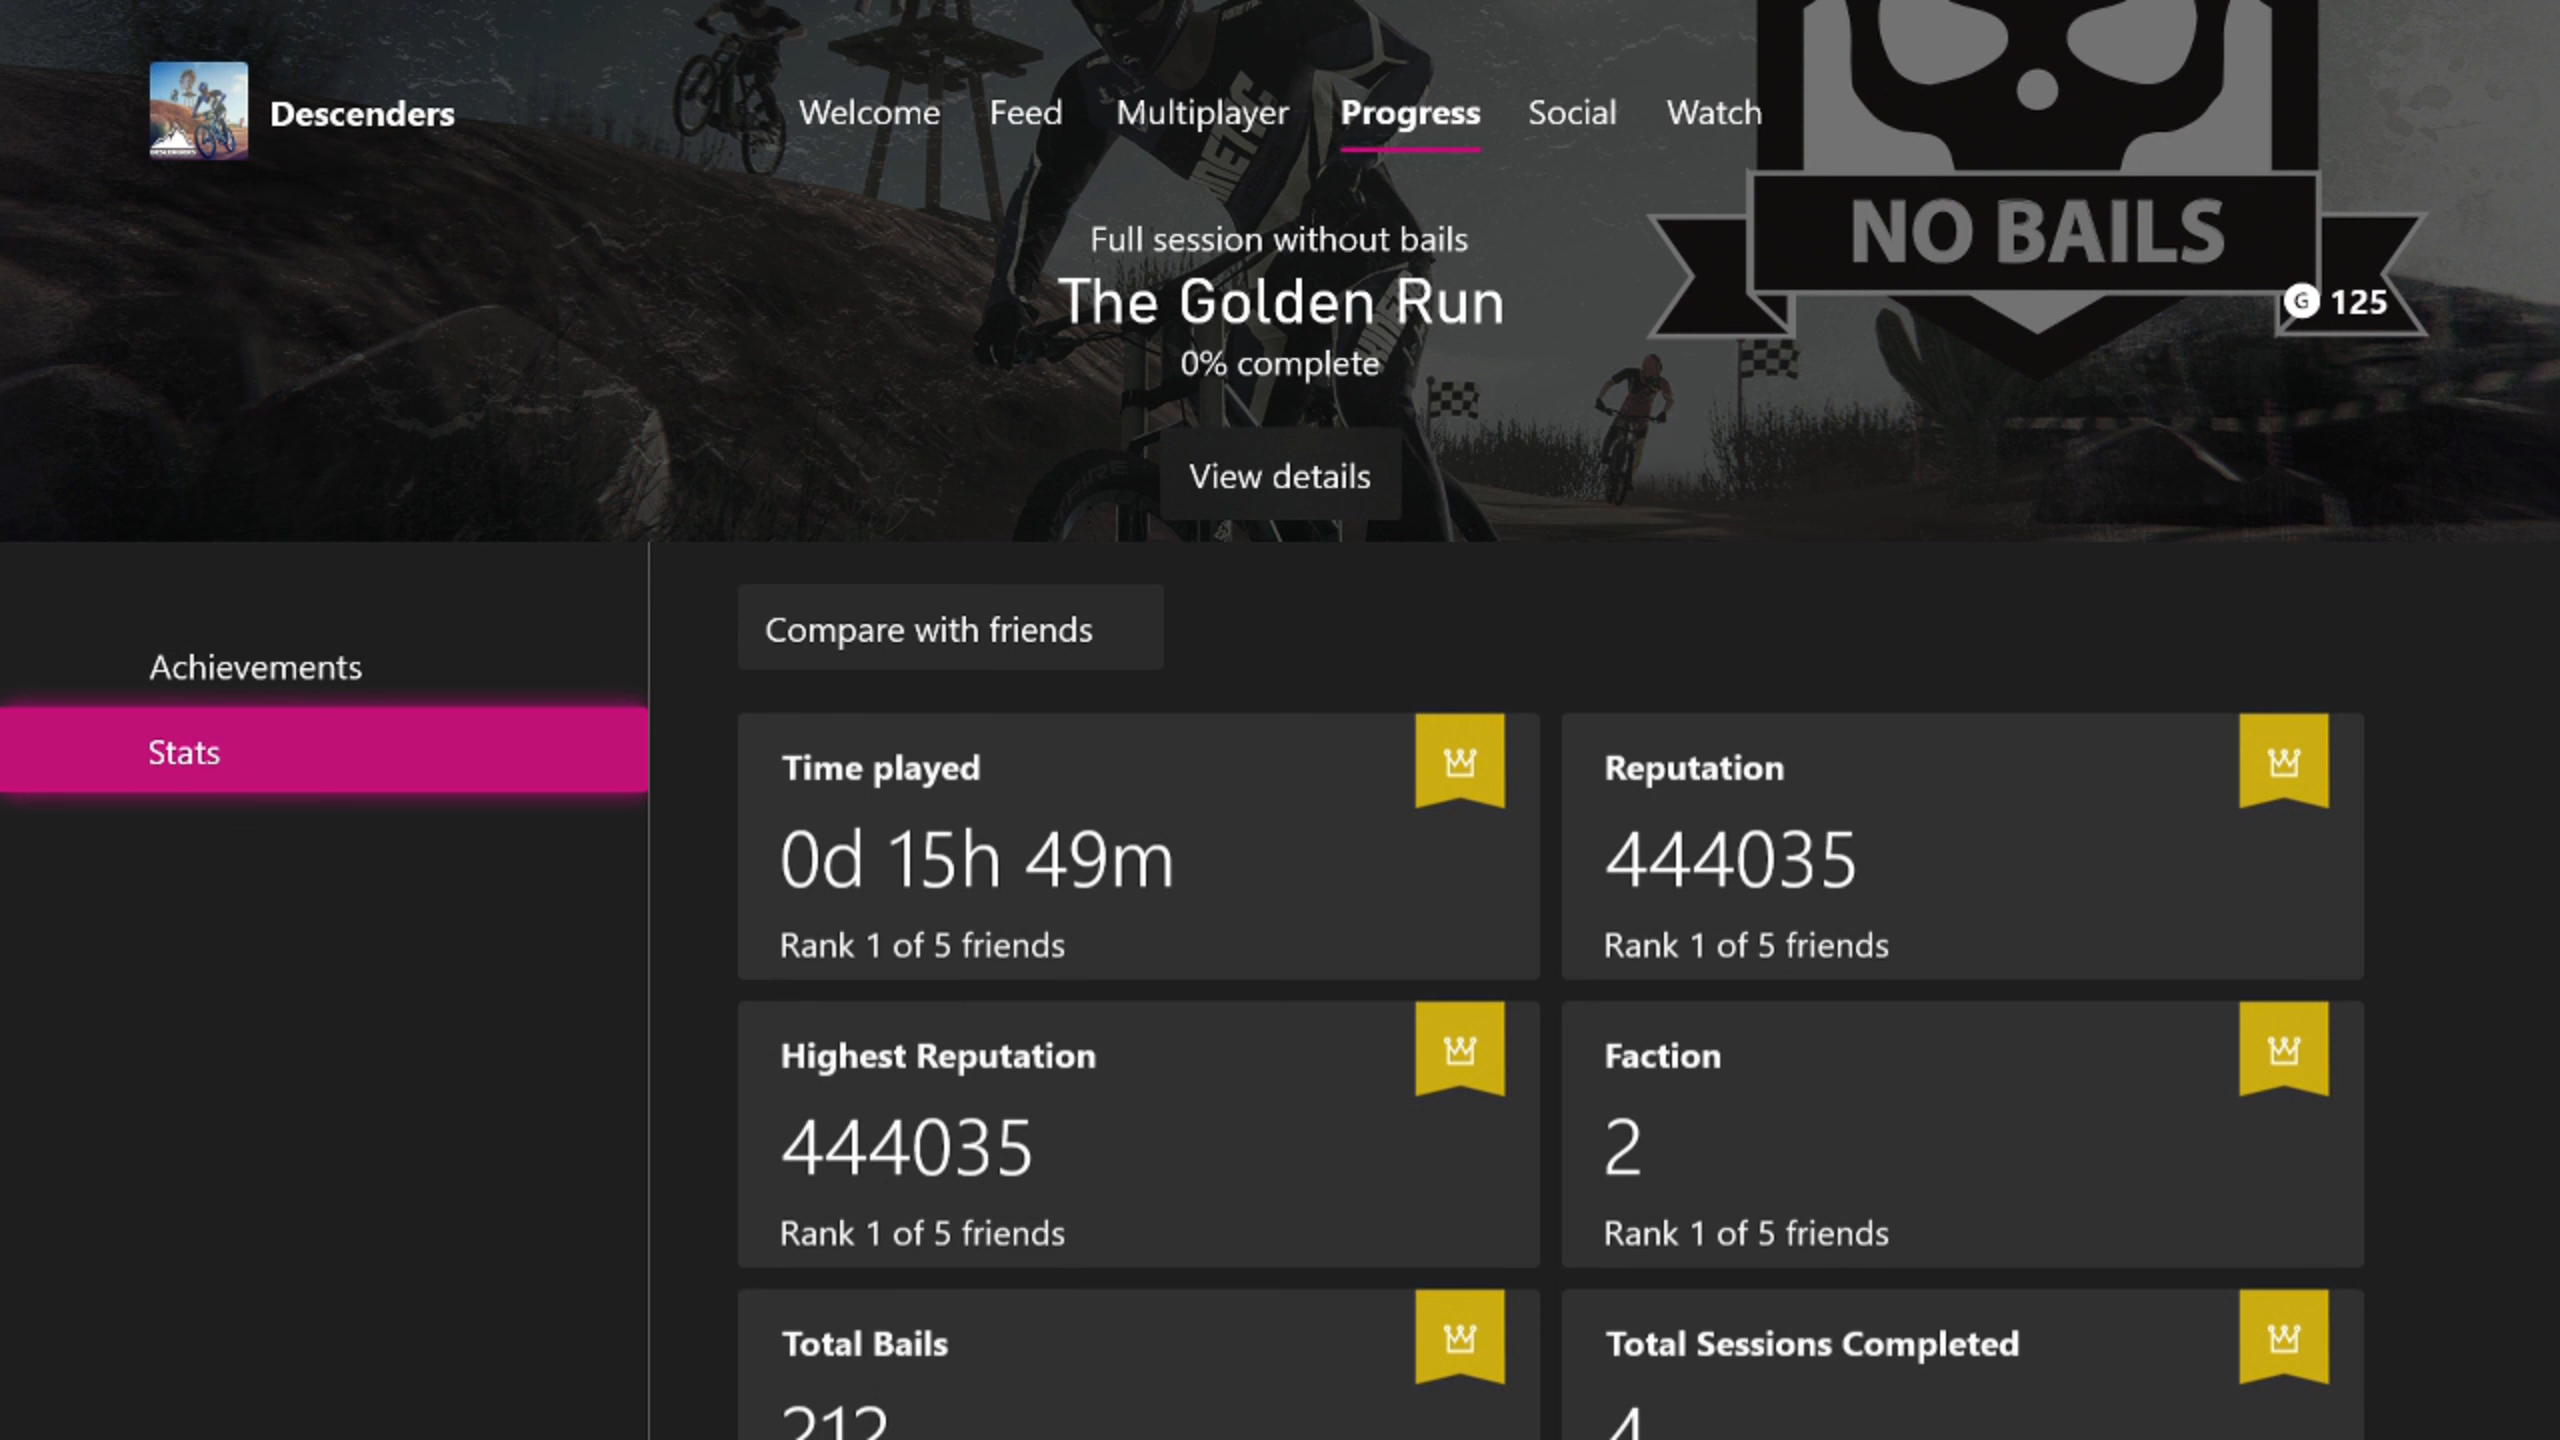 Descenders
Welcome Feed Multiplayer Progress Social Watch
NO BAILS
Full session without bails
The Golden Run
G 125
0% complete
View details
Achievements
Stats
Compare with friends
Time played
0d 15h 49m
Rank 1 of 5 friends
Reputation
444035
Rank 1 of 5 friends
Highest Reputation
444035
Rank 1 of 5 friends
Faction
2
Rank 1 of 5 friends
Total Bails
212
Total Sessions Completed
4